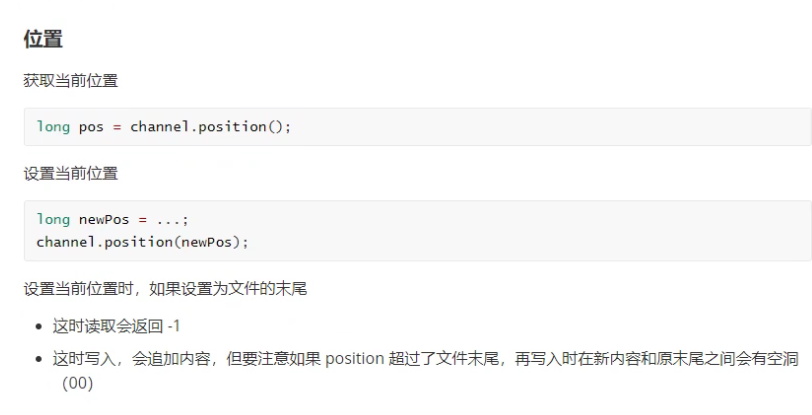 位置
获取当前位置
long pos = channel.position();
设置当前位置
long newPos = ...;
channel.position(newPos);
设置当前位置时，如果设置为文件的末尾
• 这时读取会返回 -1
• 这时写入，会追加内容，但要注意如果 position 超过了文件末尾，再写入时在新内容和原末尾之间会有空洞
（00）